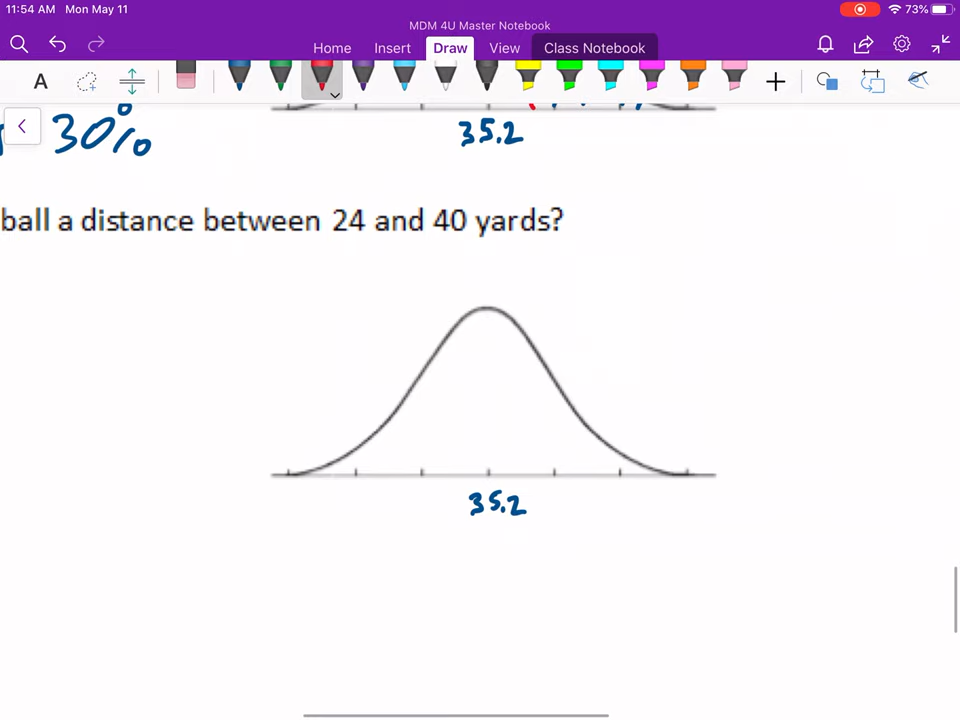 11:54 AM Mon May 11
73%
MDM 4U Master Notebook
Home Insert Draw View Class Notebook
A
30%
35.2
ball a distance between 24 and 40 yards?
35.2